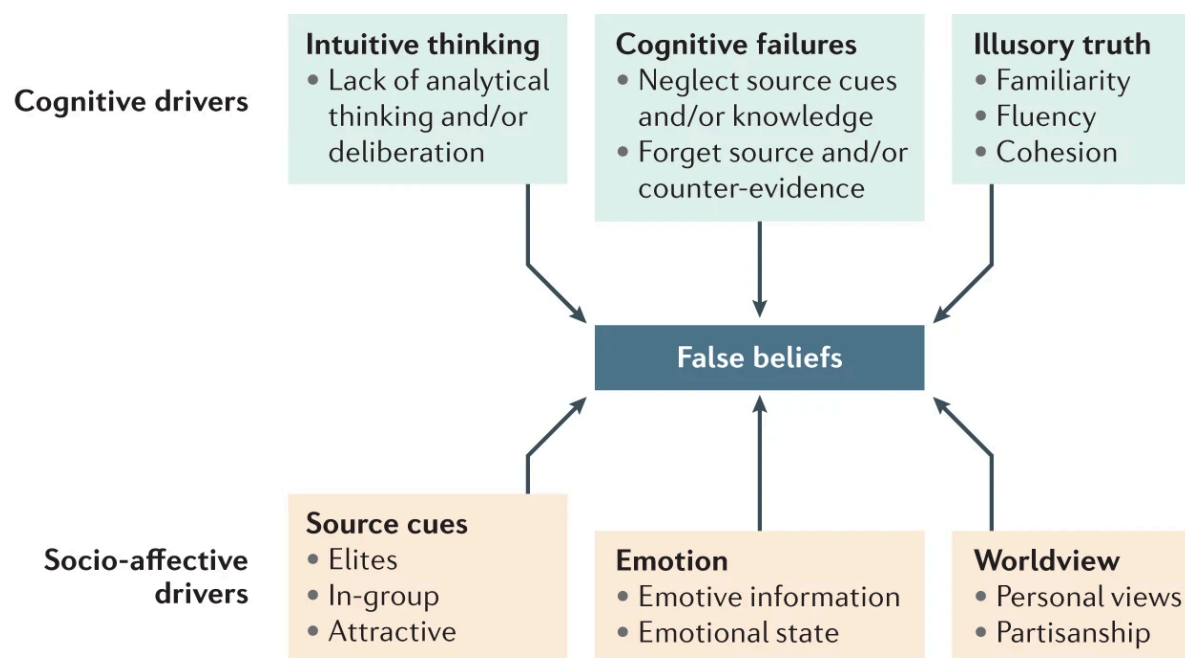 Cognitive drivers
Intuitive thinking
• Lack of analytical
thinking and/or
deliberation
Cognitive failures
• Neglect source cues
and/or knowledge
• Forget source and/or
counter-evidence
Illusory truth
• Familiarity
• Fluency
• Cohesion
False beliefs
Socio-affective
drivers
Source cues
• Elites
• In-group
• Attractive
Emotion
• Emotive information
• Emotional state
Worldview
• Personal views
• Partisanship